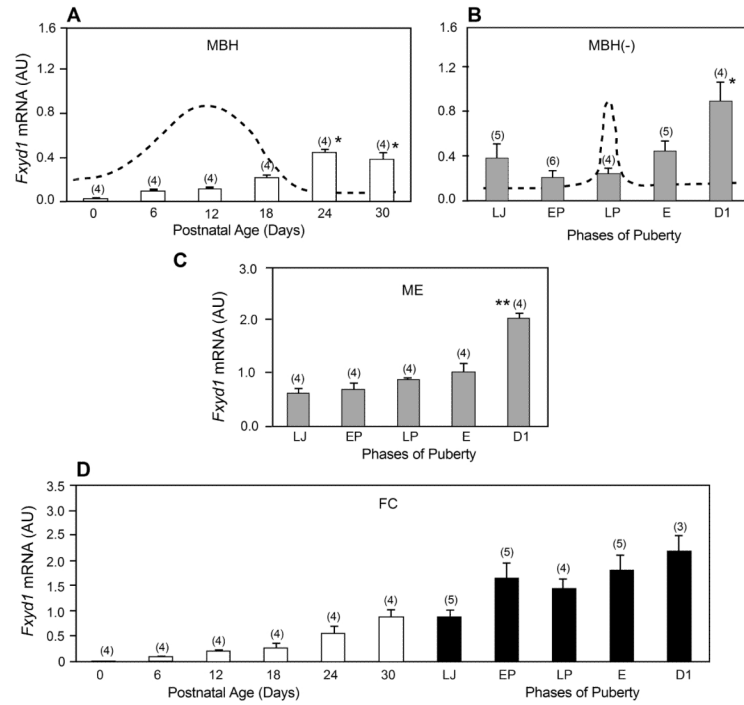 A
MBH
Fxyd1 mRNA (AU)
1.6
1.2
0.8
0.4
0.0
(4) (4) (4) (4) (4) * (4) *
0 6 12 18 24 30
Postnatal Age (Days)
B
MBH(-)
1.6
1.2
0.8
0.4
0.0
(5) (6) (4) (5) (4) *
LJ EP LP E D1
Phases of Puberty
C
ME
Fxyd1 mRNA (AU)
3.0
2.0
1.0
0.0
(4) (4) (4) (4) ** (4)
LJ EP LP E D1
Phases of Puberty
D
FC
Fxyd1 mRNA (AU)
3.5
3.0
2.5
2.0
1.5
1.0
0.5
0
(4) (4) (4) (4) (4) (4) (5) (5) (4) (5) (3)
0 6 12 18 24 30 LJ EP LP E D1
Postnatal Age (Days) Phases of Puberty